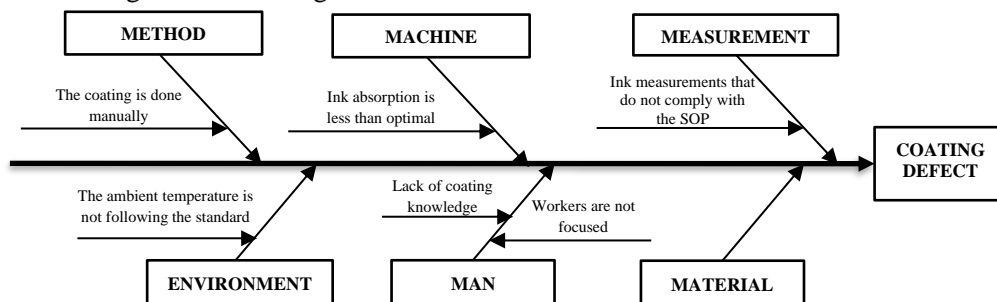 METHOD
MACHINE
MEASUREMENT
The coating is done
manually
Ink absorption is
less than optimal
Ink measurements that
do not comply with
the SOP
COATING
DEFECT
The ambient temperature is
not following the standard
Lack of coating
knowledge
Workers are not
focused
ENVIRONMENT
MAN
MATERIAL